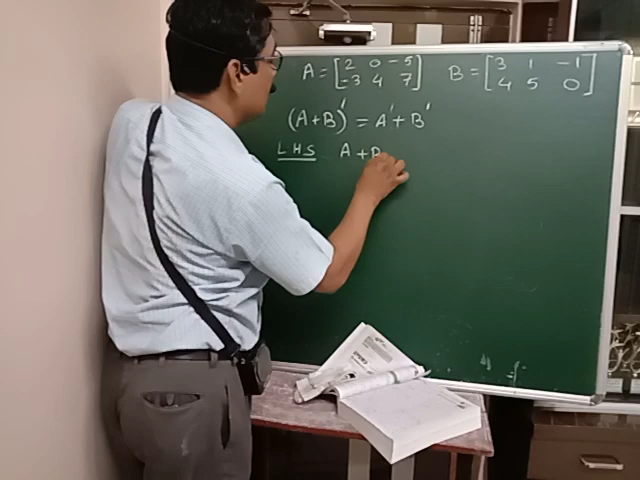 A = [2 0 -5 B = [3 1 -1
-3 4 7] 4 5 0]
(A+B)' = A' + B'
LHS A + B